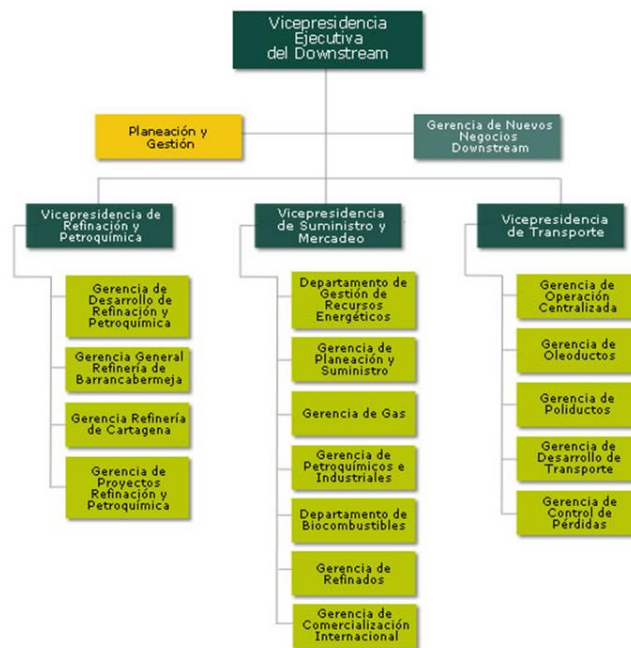 Vicepresidencia
Ejecutiva
del Downstream
Planeación y
Gestión
Gerencia de Nuevos
Negocios
Downstream
Vicepresidencia de
Refinación y
Petroquímica
Gerencia de
Desarrollo de
Refinación y
Petroquímica
Gerencia General
Refinería de
Barrancabermeja
Gerencia Refinería
de Cartagena
Gerencia de
Proyectos
Refinación y
Petroquímica
Vicepresidencia
de Suministro y
Mercadeo
Departamento de
Gestión de
Recursos
Energéticos
Gerencia de
Planeación y
Suministro
Gerencia de Gas
Gerencia de
Petroquímicos e
Industriales
Departamento de
Biocombustibles
Gerencia de
Refinados
Gerencia de
Comercialización
Internacional
Vicepresidencia
de Transporte
Gerencia de
Operación
Centralizada
Gerencia de
Oleoductos
Gerencia de
Poliductos
Gerencia de
Desarrollo de
Transporte
Gerencia de
Control de
Pérdidas